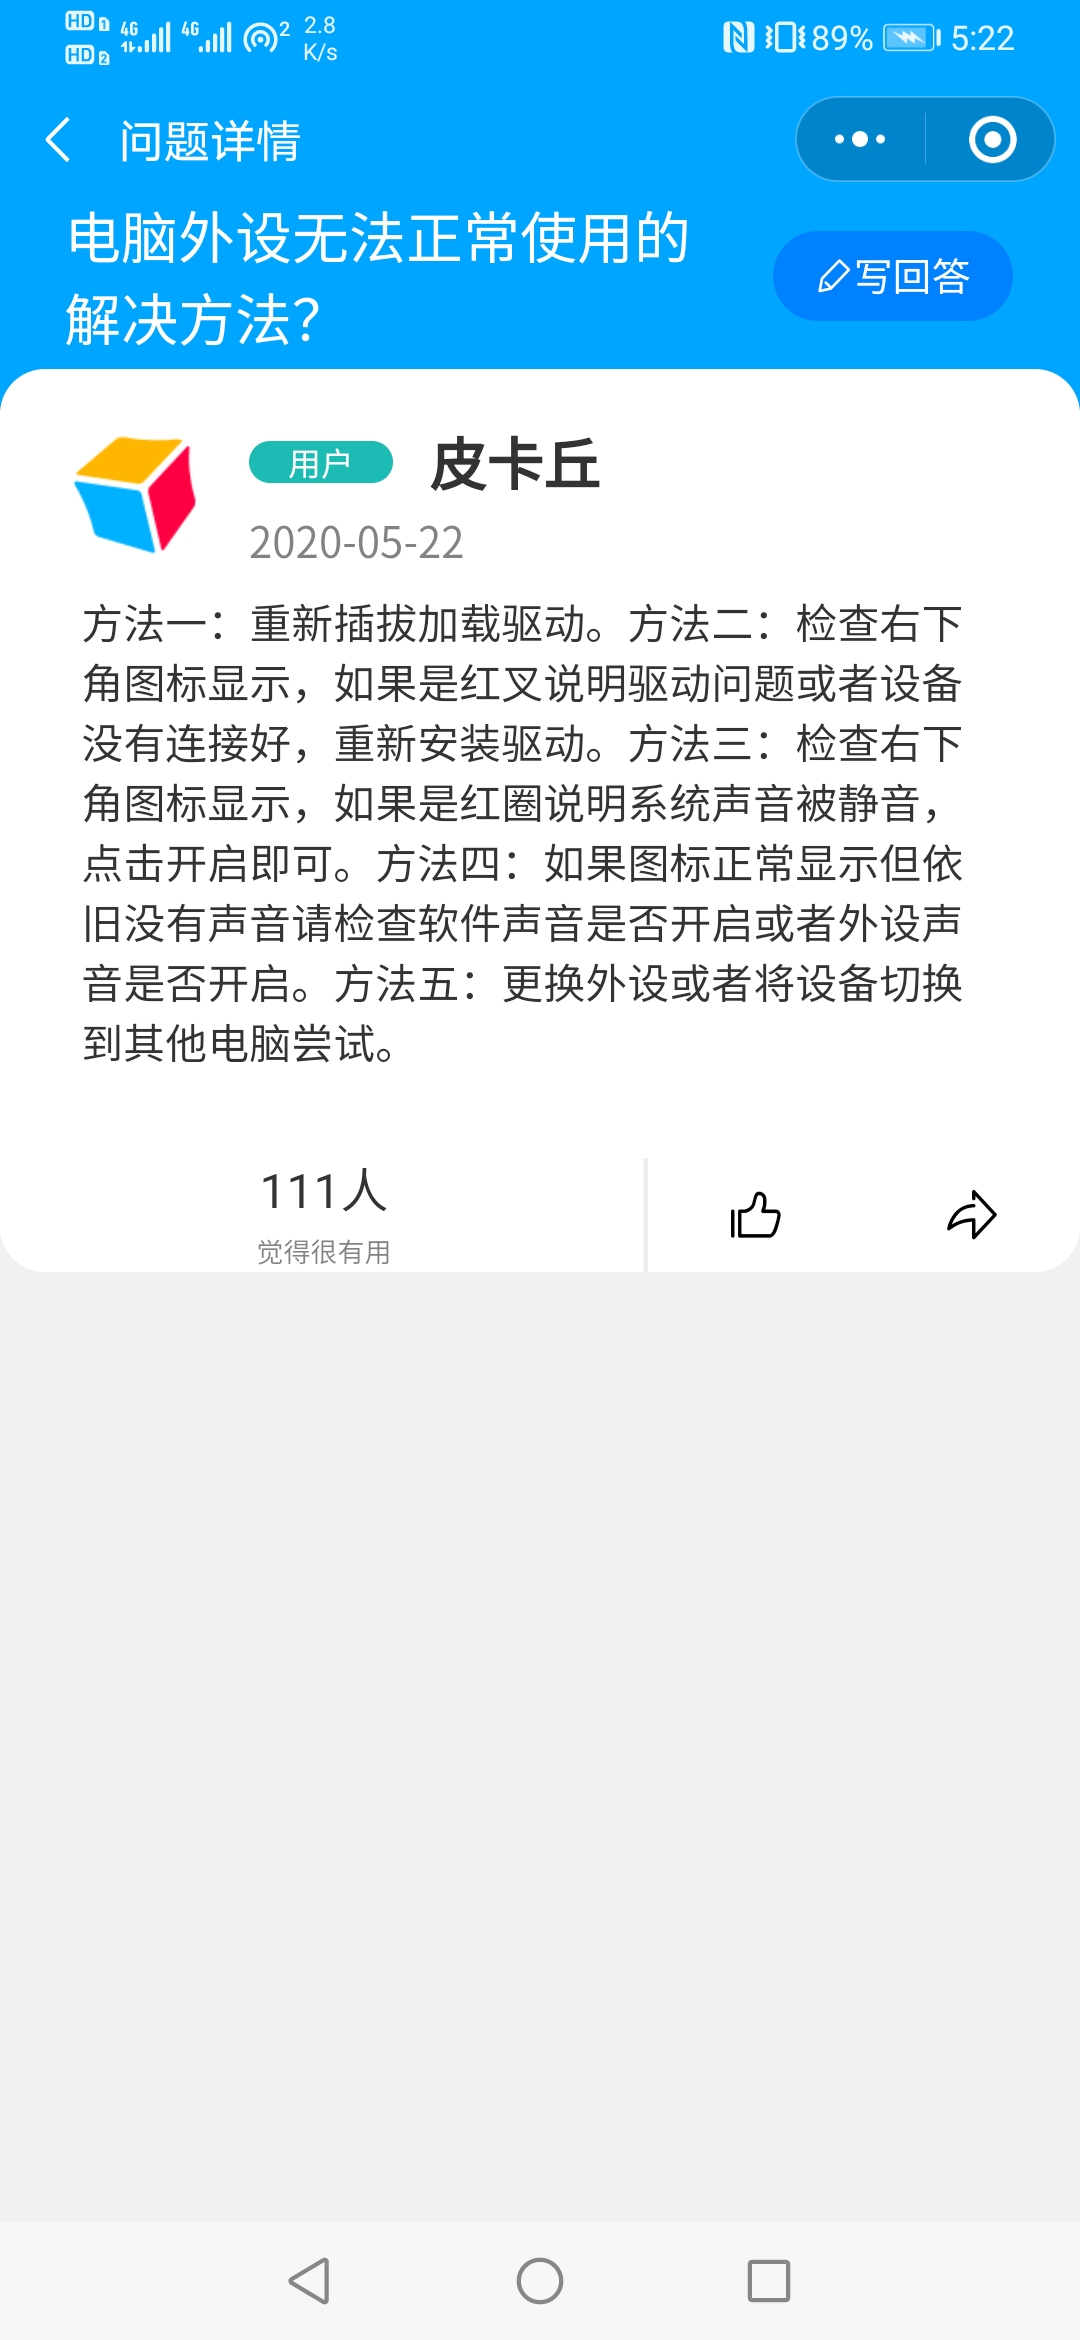 HD 1 4G 4G 2 2.8
HD 2 K/s
89% 5:22
问题详情
电脑外设无法正常使用的
解决方法？
写回答
用户 皮卡丘
2020-05-22
方法一：重新插拔加载驱动。方法二：检查右下
角图标显示，如果是红叉说明驱动问题或者设备
没有连接好，重新安装驱动。方法三：检查右下
角图标显示，如果是红圈说明系统声音被静音，
点击开启即可。方法四：如果图标正常显示但依
旧没有声音请检查软件声音是否开启或者外设声
音是否开启。方法五：更换外设或者将设备切换
到其他电脑尝试。
111人
觉得很有用